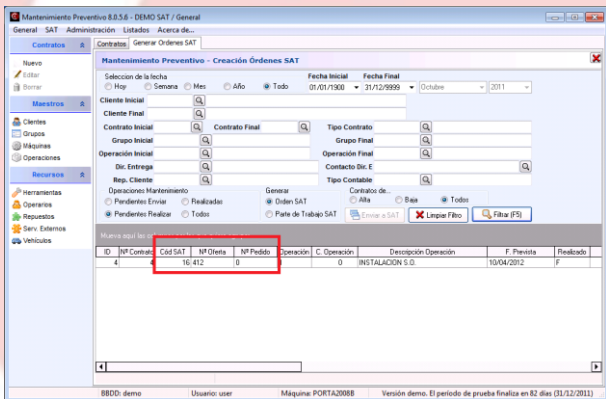 Mantenimiento Preventivo 8.0.5.6 - DEMO SAT / General
General SAT Administración Listados Acerca de...
Contratos
Nuevo
Editar
Borrar
Maestros
Clientes
Grupos
Máquinas
Operaciones
Recursos
Herramientas
Operarios
Repuestos
Serv. Externos
Vehículos
Contratos Generar Ordenes SAT
Mantenimiento Preventivo - Creación Órdenes SAT
Seleccion de la fecha Fecha Inicial Fecha Final
Hoy Semana Mes Año Todo 01/01/1900 31/12/9999 Octubre 2011
Cliente Inicial
Cliente Final
Contrato Inicial Contrato Final Tipo Contrato
Grupo Inicial Grupo Final
Operación Inicial Operación Final
Dir. Entrega Contacto Dir. E
Rep. Cliente Tipo Contable
Operaciones Mantenimiento Generar Contratos de...
Pendientes Enviar Realizadas Orden SAT Alta Baja Todos
Pendientes Realizar Todos Parte de Trabajo SAT Enviar a SAT Limpiar Filtro Filtrar (F5)
Mueva aquí las
ID Nº Contrato Cód SAT Nº Oferta Nº Pedido Operación C. Operación Descripción Operación F. Prevista Realizado
4 4 16 412 0 0 INSTALACION S.O. 10/04/2012 F
BBDD: demo Usuario: user Máquina: PORTA2008B Versión demo. El período de prueba finaliza en 82 días (31/12/2011)